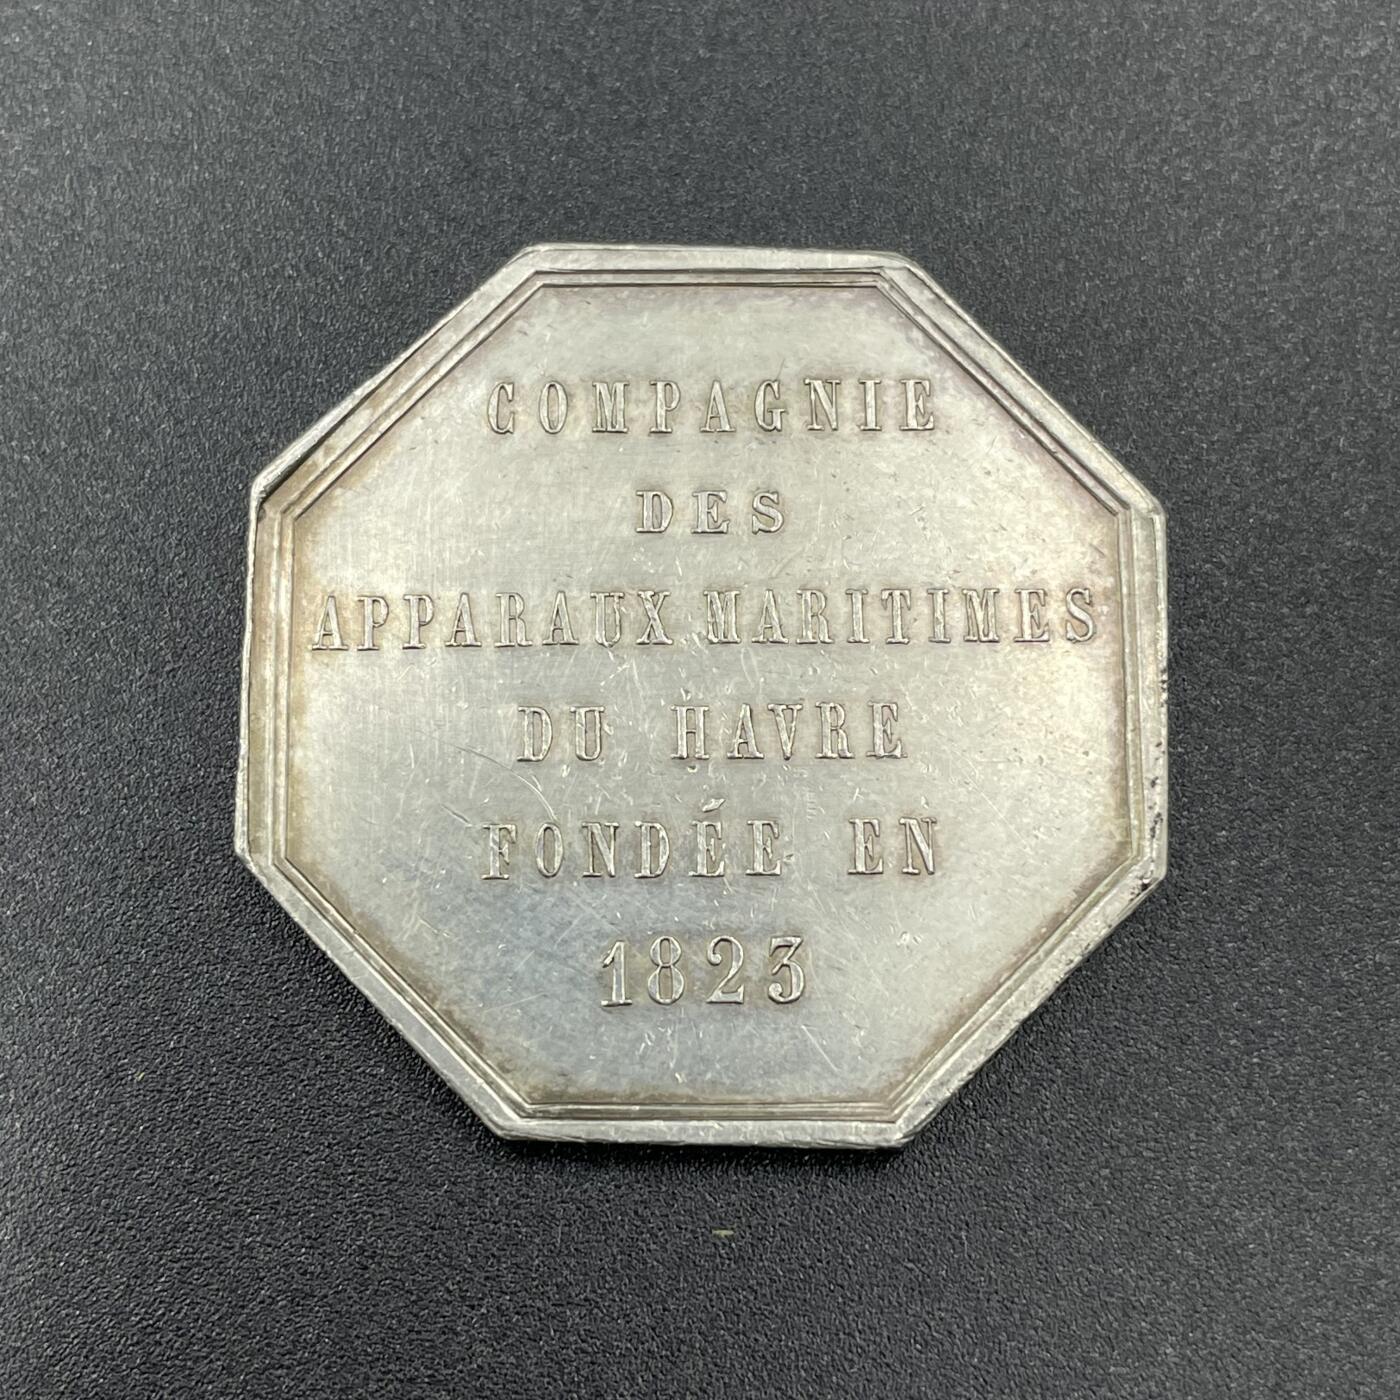 COMPAGNIE
DES
APPARAUX MARITIMES
DU HAVRE
FONDÉE EN
1823